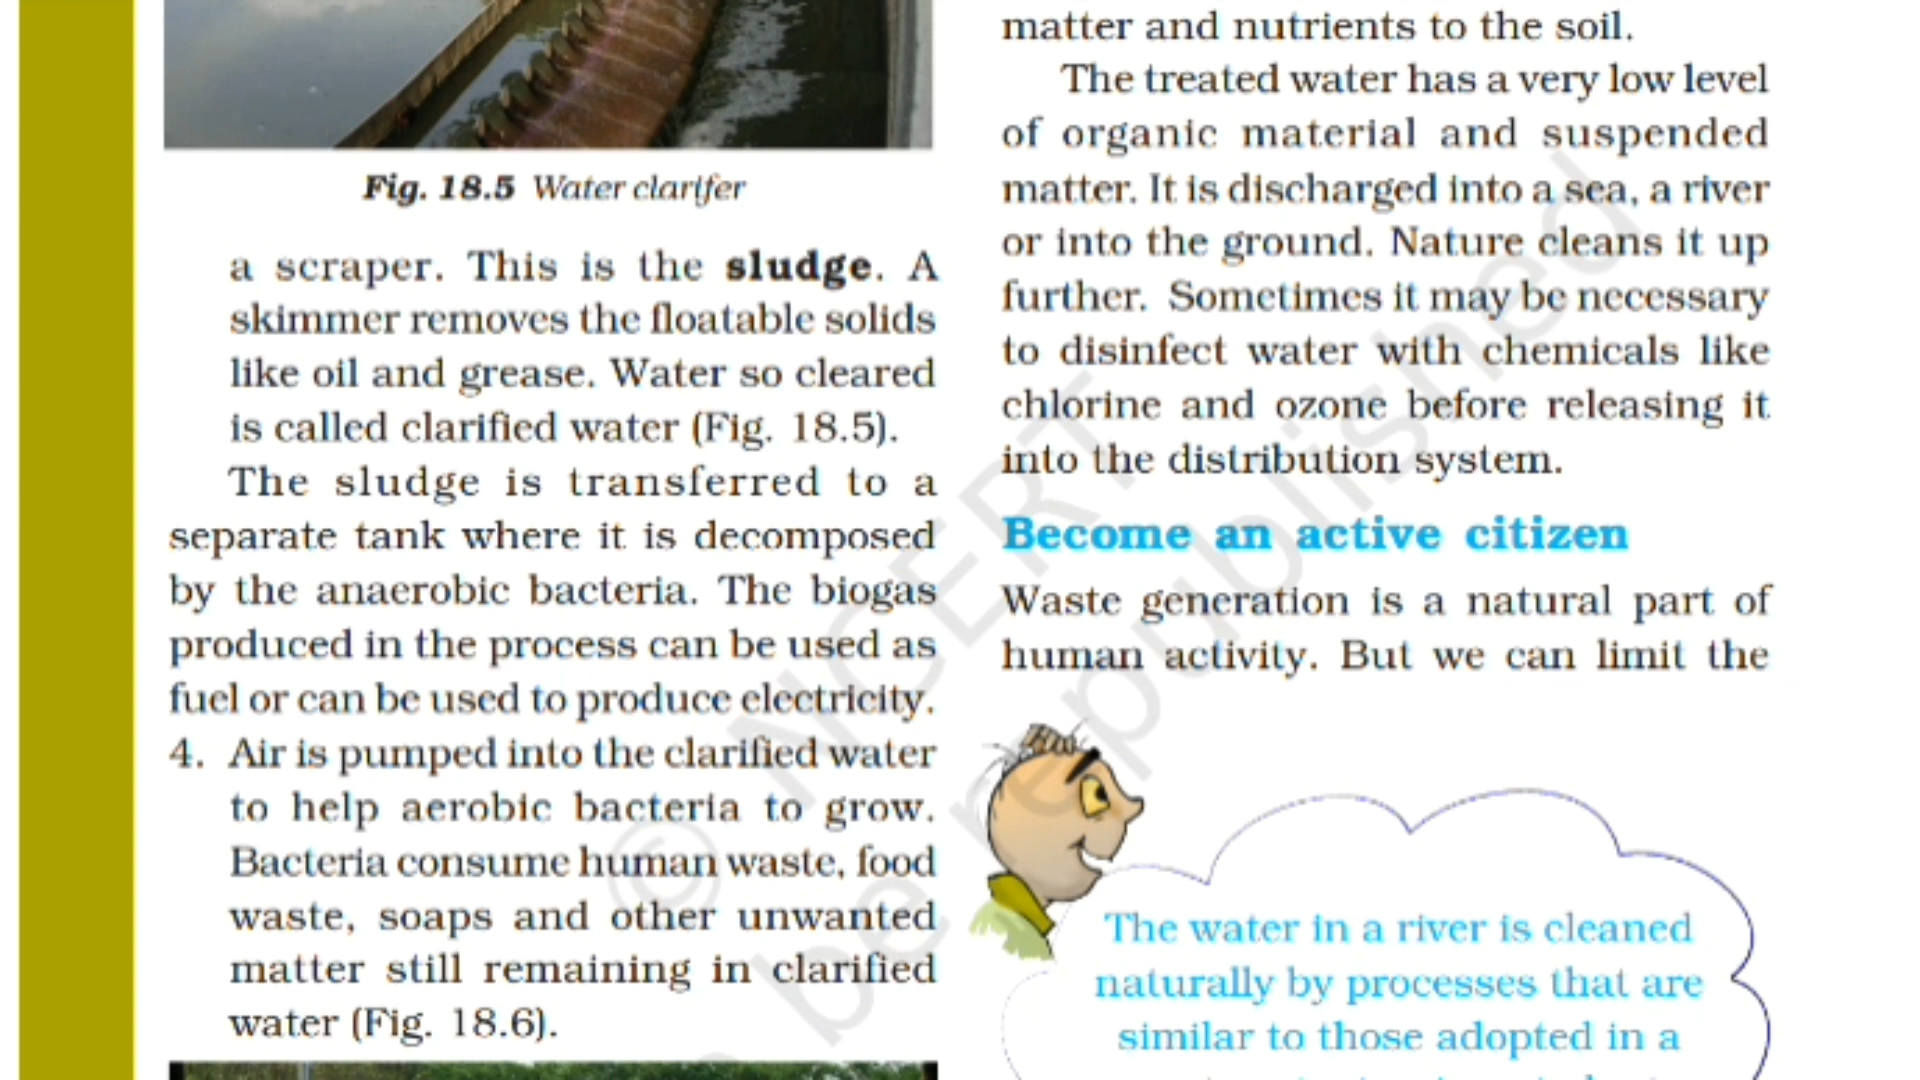 Fig. 18.5 Water clarifer
a scraper. This is the sludge. A
skimmer removes the floatable solids
like oil and grease. Water so cleared
is called clarified water (Fig. 18.5).
The sludge is transferred to a
separate tank where it is decomposed
by the anaerobic bacteria. The biogas
produced in the process can be used as
fuel or can be used to produce electricity.
4. Air is pumped into the clarified water
to help aerobic bacteria to grow.
Bacteria consume human waste, food
waste, soaps and other unwanted
matter still remaining in clarified
water (Fig. 18.6).
matter and nutrients to the soil.
The treated water has a very low level
of organic material and suspended
matter. It is discharged into a sea, a river
or into the ground. Nature cleans it up
further. Sometimes it may be necessary
to disinfect water with chemicals like
chlorine and ozone before releasing it
into the distribution system.
Become an active citizen
Waste generation is a natural part of
human activity. But we can limit the
The water in a river is cleaned
naturally by processes that are
similar to those adopted in a
© NCERT
be republished